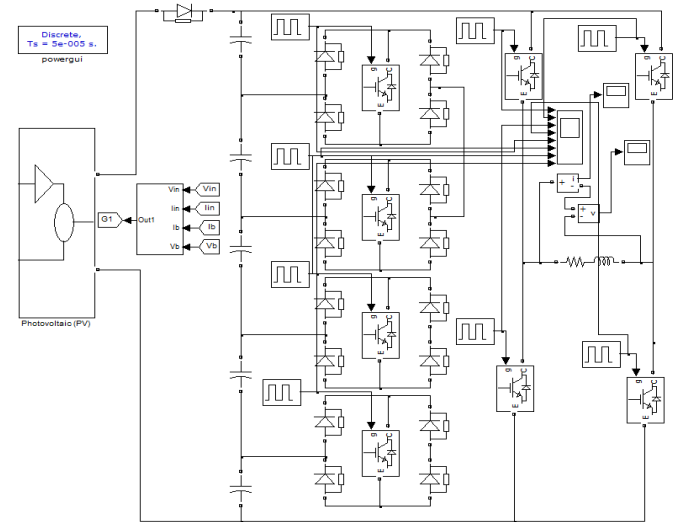 Discrete,
Ts = 5e-005 s.
powergui
g
C
E
g
C
E
g
C
E
i
+
-
Vin
Vin
g
C
E
+
-
v
Iin
Iin
G1
Out1
Ib
Ib
Vb
Vb
Photovoltaic (PV)
g
C
E
g
C
E
g
C
E
g
C
E